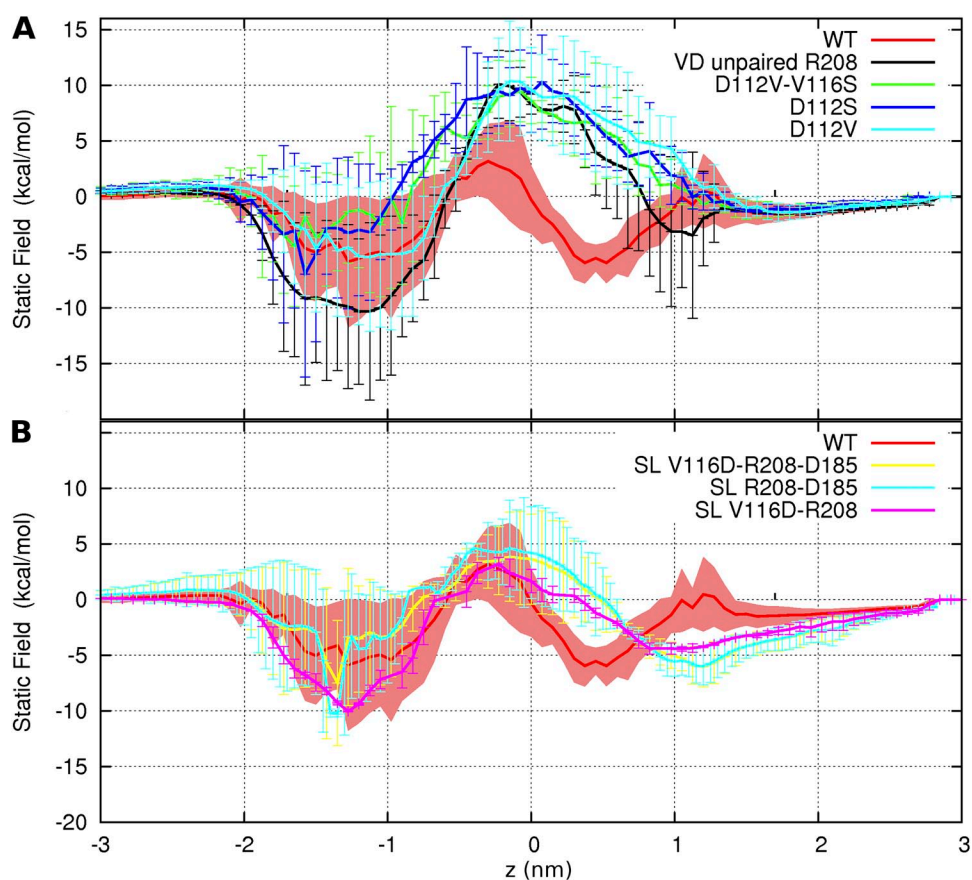 A
15
10
5
0
-5
-10
-15
Static Field (kcal/mol)
WT
VD unpaired R208
D112V-V116S
D112S
D112V
B
10
5
0
-5
-10
-15
-20
Static Field (kcal/mol)
WT
SL V116D-R208-D185
SL R208-D185
SL V116D-R208
-3 -2 -1 0 1 2 3
z (nm)